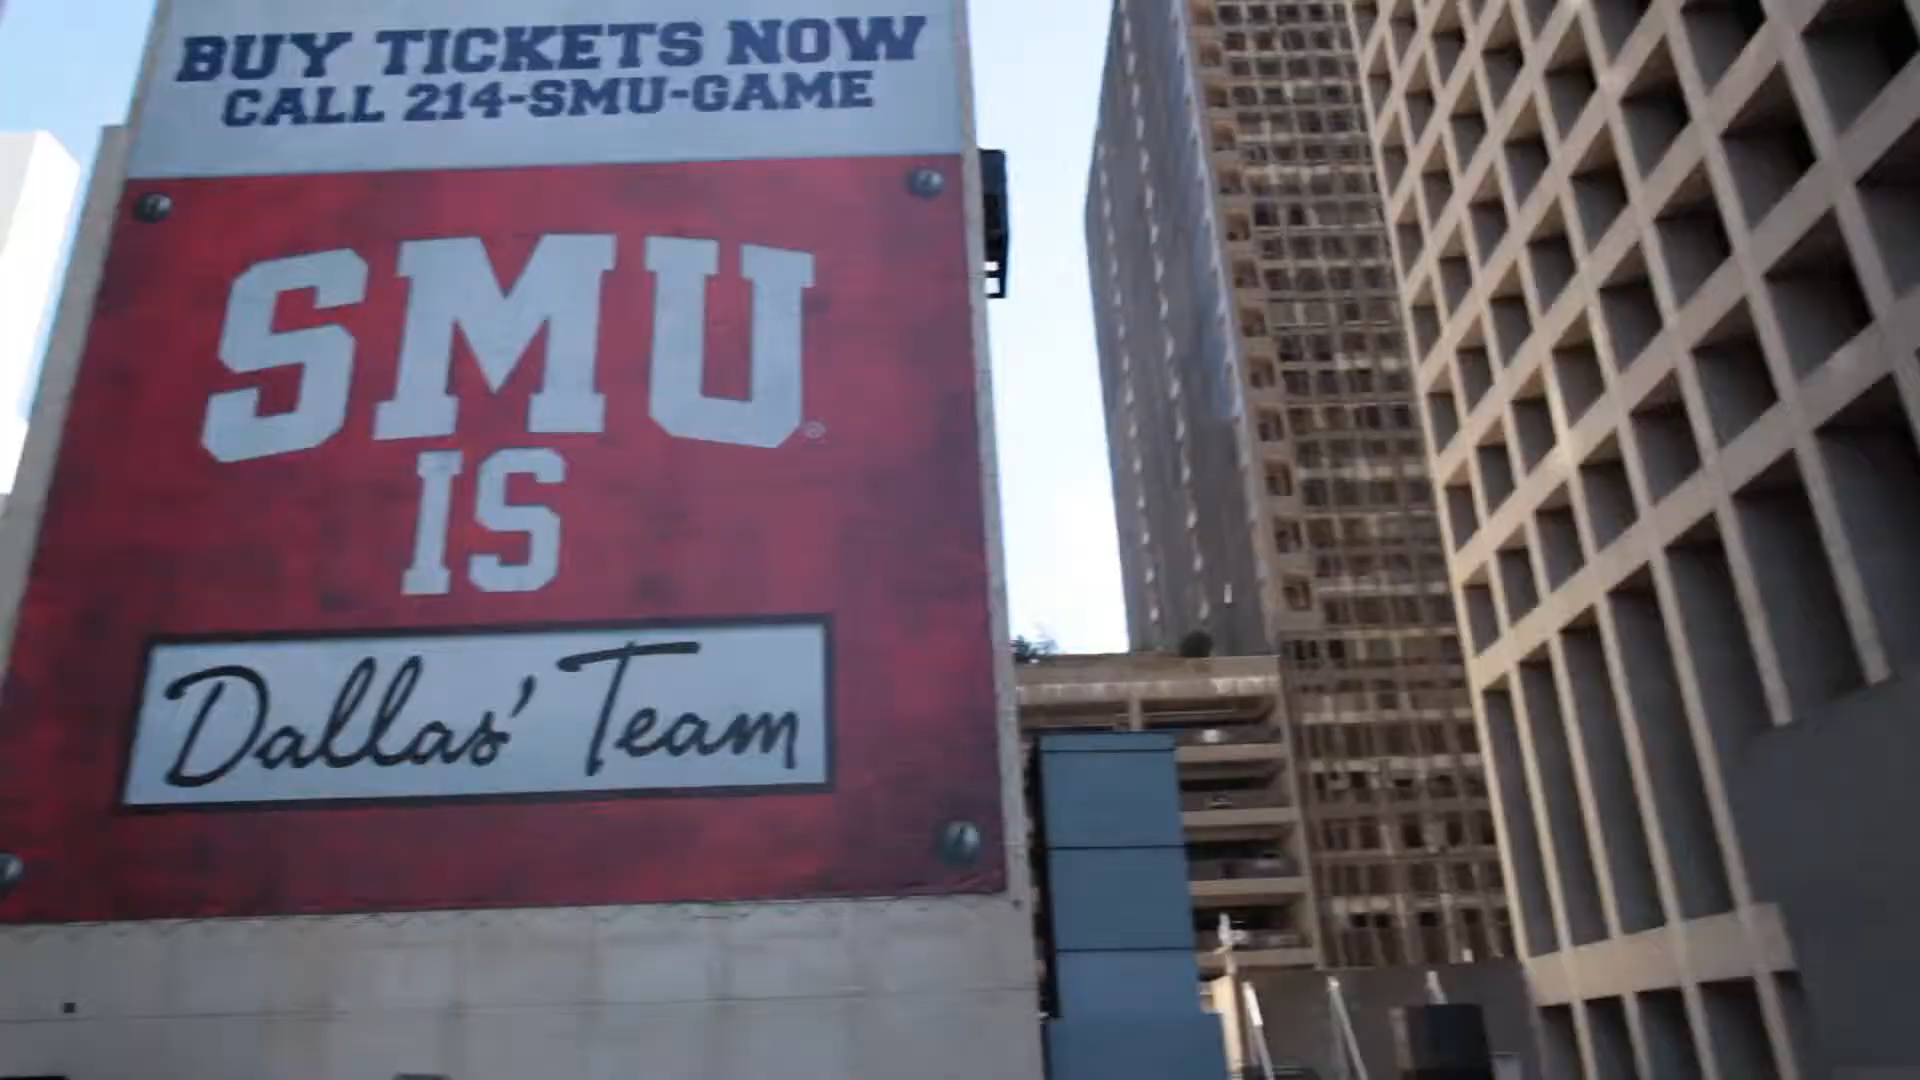 BUY TICKETS NOW
CALL 214-SMU-GAME
SMU®
IS
Dallas' Team